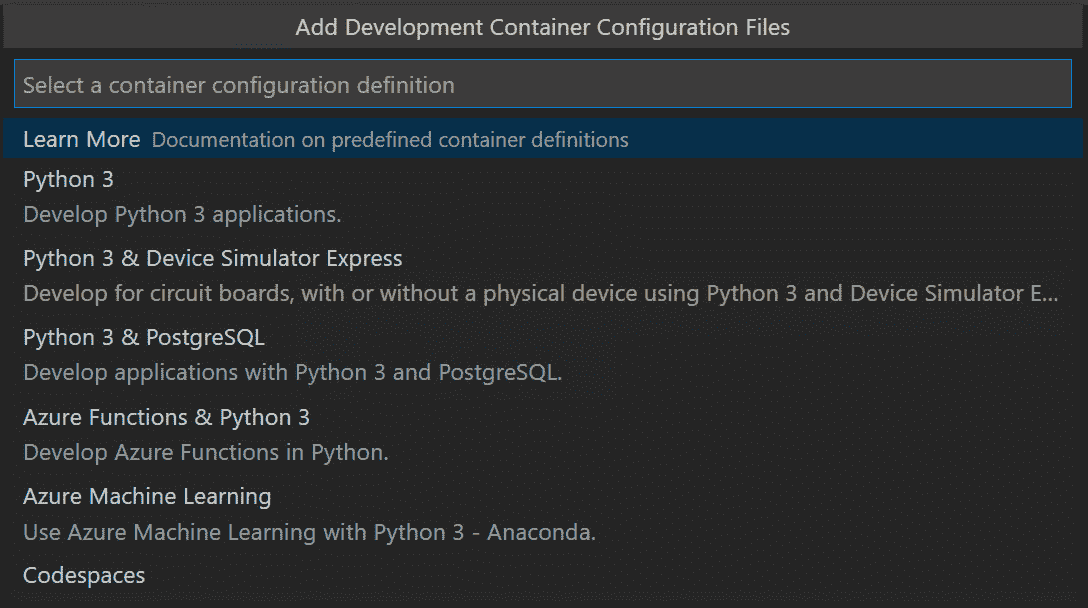 Add Development Container Configuration Files
Select a container configuration definition
Learn More Documentation on predefined container definitions
Python 3
Develop Python 3 applications.
Python 3 & Device Simulator Express
Develop for circuit boards, with or without a physical device using Python 3 and Device Simulator E...
Python 3 & PostgreSQL
Develop applications with Python 3 and PostgreSQL.
Azure Functions & Python 3
Develop Azure Functions in Python.
Azure Machine Learning
Use Azure Machine Learning with Python 3 - Anaconda.
Codespaces